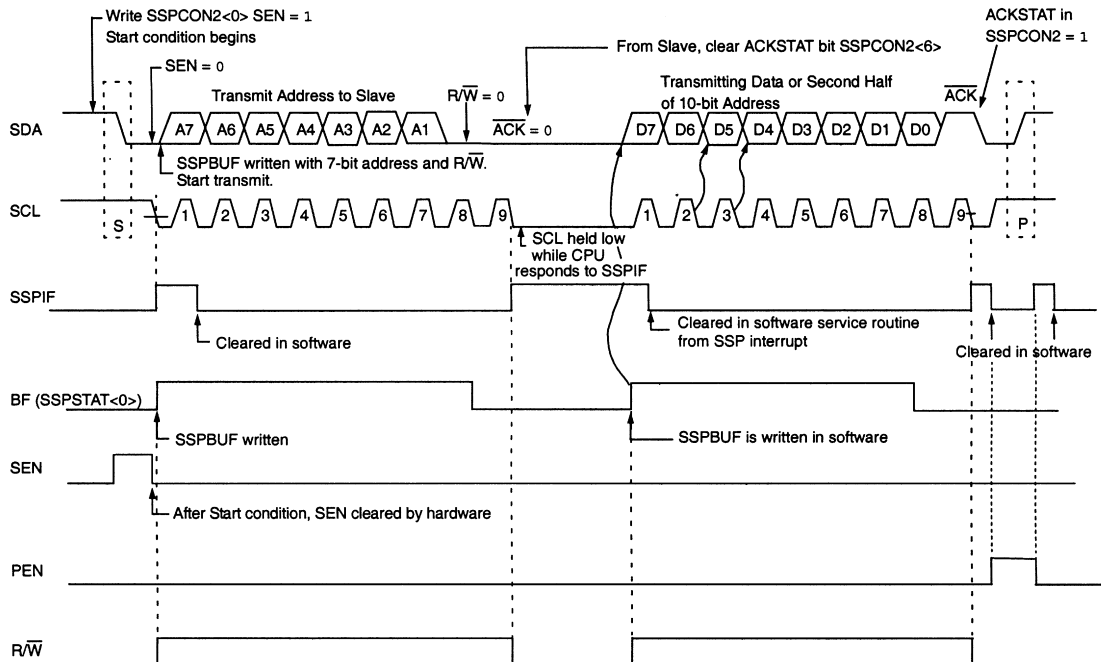 Write SSPCON2<0> SEN = 1
Start condition begins
ACKSTAT in
SSPCON2 = 1
From Slave, clear ACKSTAT bit SSPCON2<6>
SEN = 0
Transmit Address to Slave
R/W = 0
Transmitting Data or Second Half
of 10-bit Address
ACK
SDA
A7 A6 A5 A4 A3 A2 A1
ACK = 0
D7 D6 D5 D4 D3 D2 D1 D0
SSPBUF written with 7-bit address and R/W.
Start transmit.
SCL
S
1 2 3 4 5 6 7 8 9
1 2 3 4 5 6 7 8 9
P
SCL held low
while CPU
responds to SSPIF
SSPIF
Cleared in software
Cleared in software service routine
from SSP interrupt
Cleared in software
BF (SSPSTAT<0>)
SSPBUF written
SSPBUF is written in software
SEN
After Start condition, SEN cleared by hardware
PEN
R/W